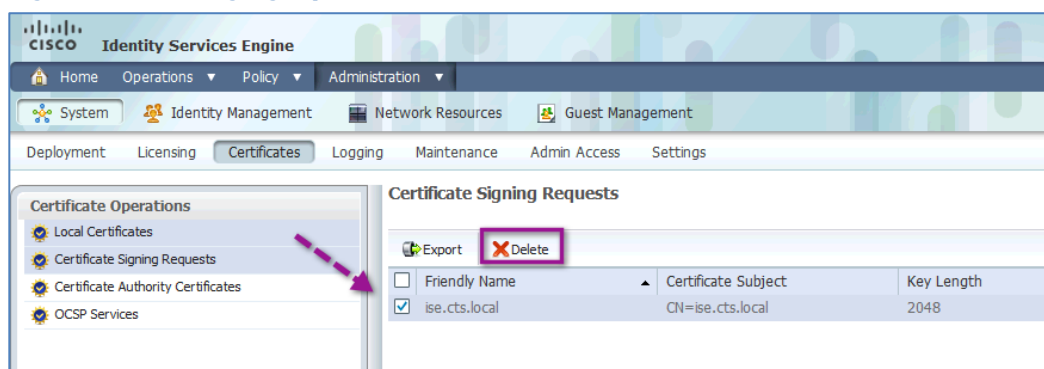 CISCO Identity Services Engine
Home Operations Policy Administration
System Identity Management Network Resources Guest Management
Deployment Licensing Certificates Logging Maintenance Admin Access Settings
Certificate Operations
Local Certificates
Certificate Signing Requests
Certificate Authority Certificates
OCSP Services
Certificate Signing Requests
Export Delete
Friendly Name Certificate Subject Key Length
ise.cts.local CN=ise.cts.local 2048